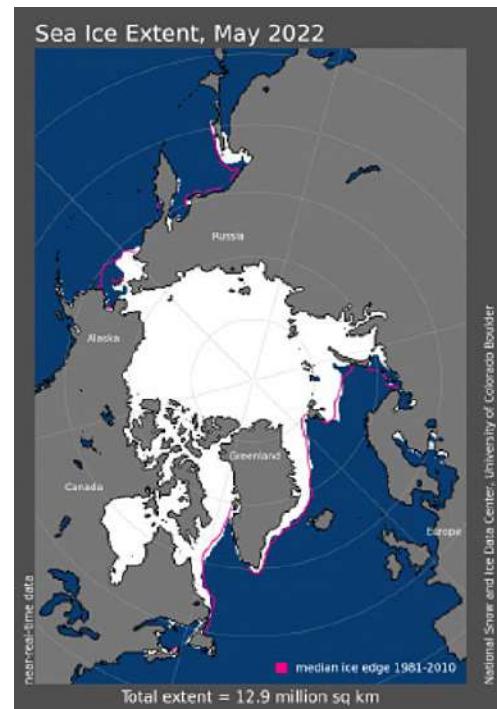 Sea Ice Extent, May 2022
Russia
Alaska
Greenland
Canada
Europe
near-real-time data
National Snow and Ice Data Center, University of Colorado Boulder
median ice edge 1981-2010
Total extent = 12.9 million sq km